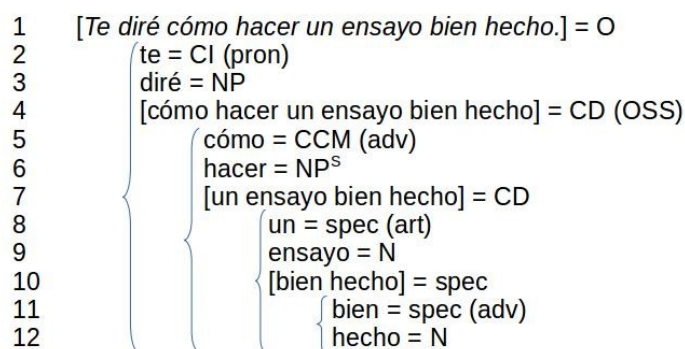 1 [Te diré cómo hacer un ensayo bien hecho.] = O
2 te = CI (pron)
3 diré = NP
4 [cómo hacer un ensayo bien hecho] = CD (OSS)
5 cómo = CCM (adv)
6 hacer = NPˢ
7 [un ensayo bien hecho] = CD
8 un = spec (art)
9 ensayo = N
10 [bien hecho] = spec
11 bien = spec (adv)
12 hecho = N